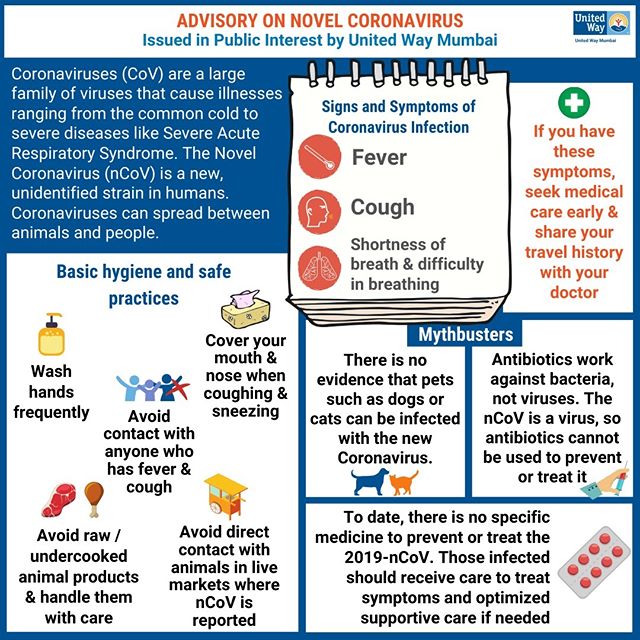 ADVISORY ON NOVEL CORONAVIRUS
Issued in Public Interest by United Way Mumbai
United
Way
United Way Mumbai
Coronaviruses (CoV) are a large
family of viruses that cause illnesses
ranging from the common cold to
severe diseases like Severe Acute
Respiratory Syndrome. The Novel
Coronavirus (nCoV) is a new,
unidentified strain in humans.
Coronaviruses can spread between
animals and people.
Signs and Symptoms of
Coronavirus Infection
Fever
Cough
Shortness of
breath & difficulty
in breathing
If you have
these
symptoms,
seek medical
care early &
share your
travel history
with your
doctor
Basic hygiene and safe
practices
Wash
hands
frequently
Cover your
mouth &
nose when
coughing &
sneezing
Avoid
contact with
anyone who
has fever &
cough
Avoid raw /
undercooked
animal products
& handle them
with care
Avoid direct
contact with
animals in live
markets where
nCoV is
reported
Mythbusters
There is no
evidence that pets
such as dogs or
cats can be infected
with the new
Coronavirus.
Antibiotics work
against bacteria,
not viruses. The
nCoV is a virus, so
antibiotics cannot
be used to prevent
or treat it
To date, there is no specific
medicine to prevent or treat the
2019-nCoV. Those infected
should receive care to treat
symptoms and optimized
supportive care if needed